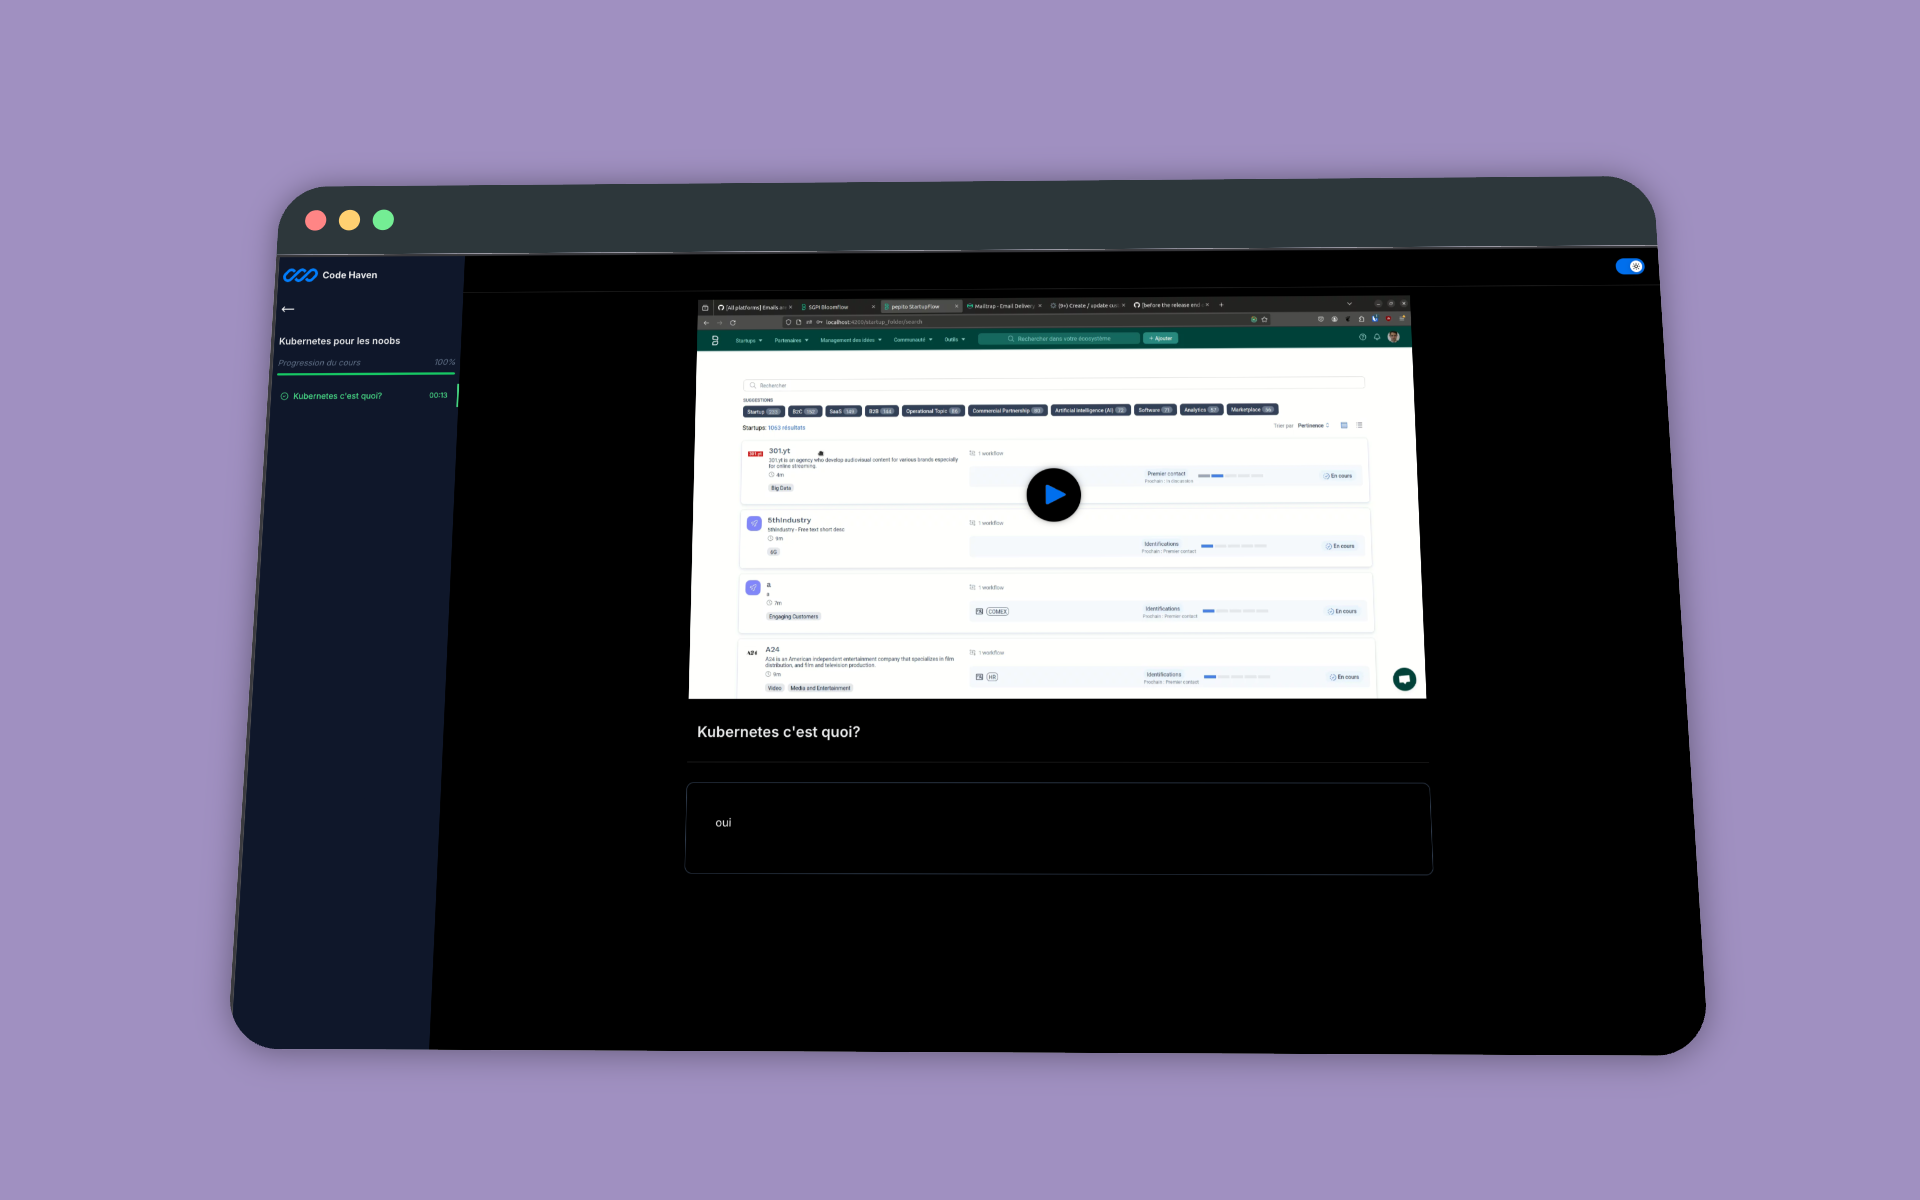 Code Haven
Kubernetes pour les noobs
Progression du cours 100%
Kubernetes c'est quoi? 00:13
[All platforms] Emails a
SGPI Bloomflow
pepito StartupFlow
Mailtrap - Email Delivery
(9+) Create / update cus
[before the release end -
localhost:4200/startup_folder/search
Startups Partenaires Management des idées Communauté Outils Rechercher dans votre écosystème + Ajouter
Rechercher
SUGGESTIONS
Startup B2C SaaS B2B Operational Topic Commercial Partnership Artificial Intelligence (AI) Software Analytics Marketplace
Startups: 1063 résultats
Trier par Pertinence
301.yt
301.yt is an agency who develop audiovisual content for various brands especially
for online streaming.
4m
Big Data
1 workflow
Premier contact
Prochain : In discussion
En cours
5thIndustry
5thIndustry - Free text short desc
9m
6G
1 workflow
Identifications
Prochain : Premier contact
En cours
a
a
7m
Engaging Customers
1 workflow
COMEX
Identifications
Prochain : Premier contact
En cours
A24
A24
A24 is an American independent entertainment company that specializes in film
distribution, and film and television production.
9m
Video Media and Entertainment
1 workflow
HR
Identifications
Prochain : Premier contact
En cours
Kubernetes c'est quoi?
oui